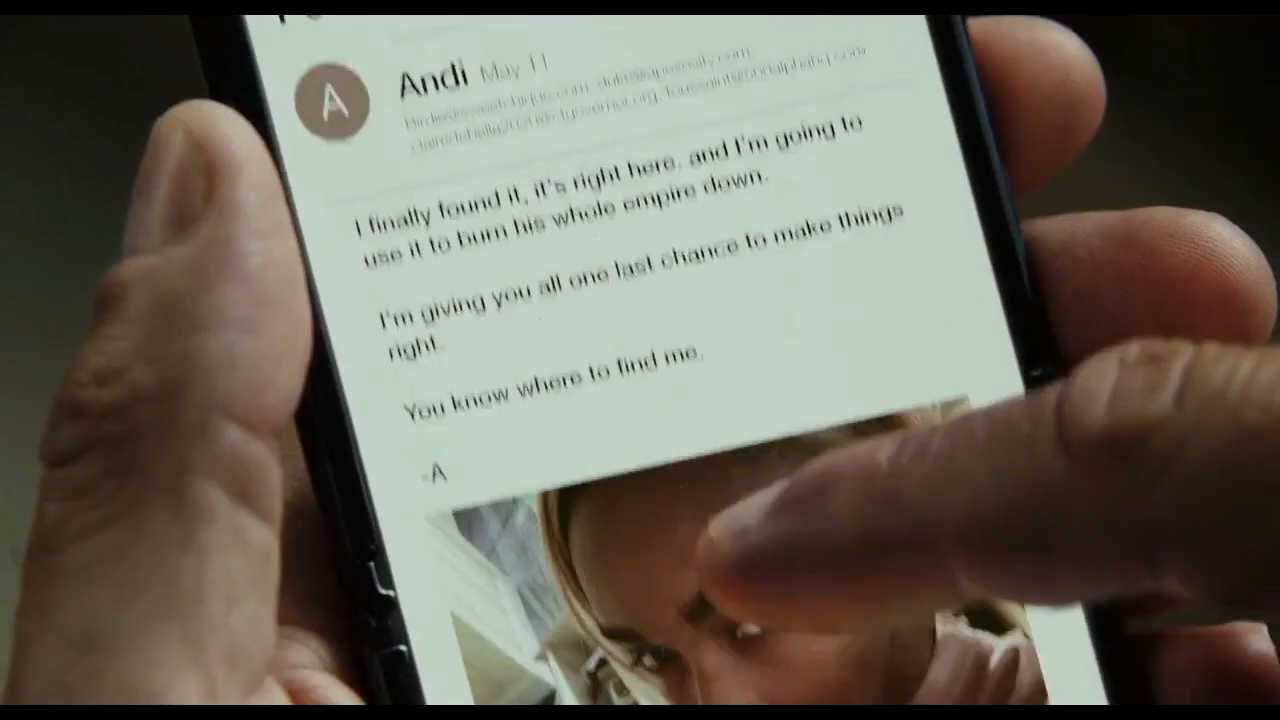 A
Andi May 11
I finally found it, it's right here, and I'm going to
use it to burn his whole empire down.
I'm giving you all one last chance to make things
right.
You know where to find me.
-A